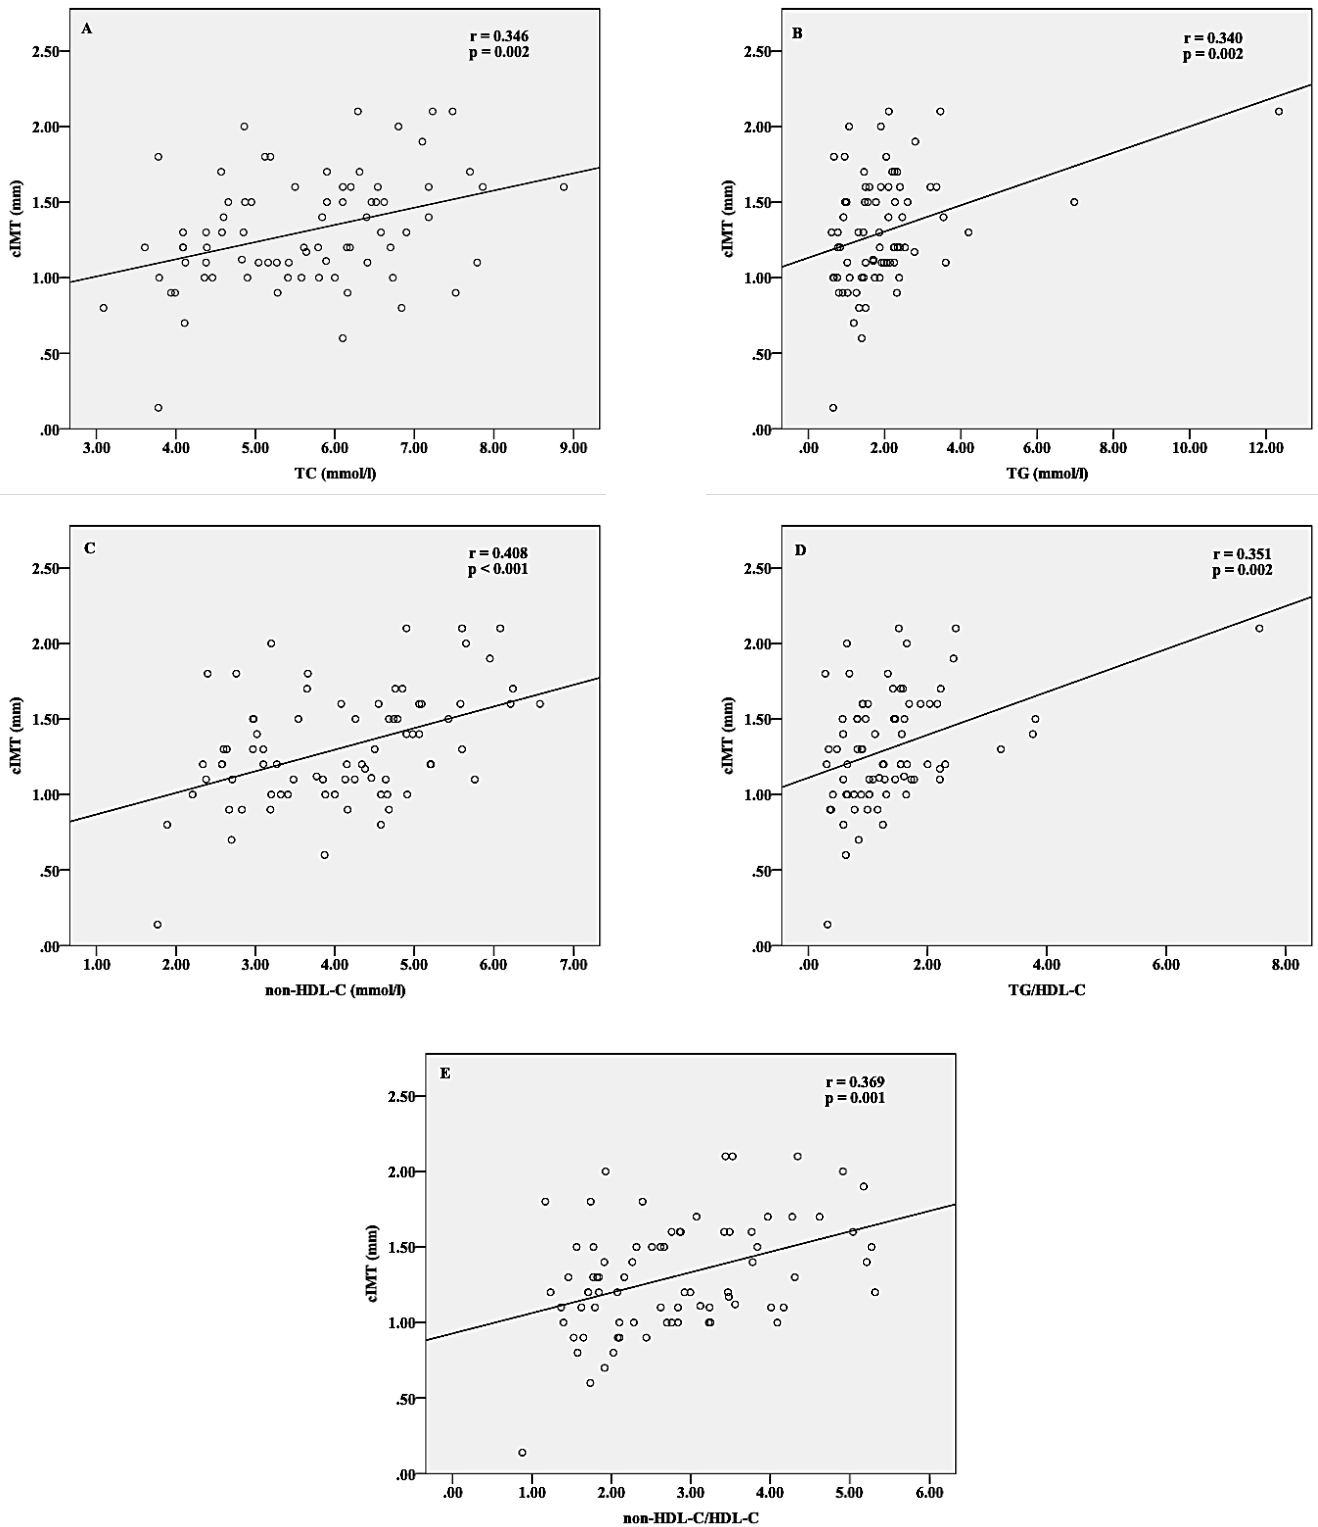 A
r = 0.346
p = 0.002
2.50
2.00
1.50
1.00
.50
.00
cIMT (mm)
3.00 4.00 5.00 6.00 7.00 8.00 9.00
TC (mmol/l)
B
r = 0.340
p = 0.002
2.50
2.00
1.50
1.00
.50
.00
cIMT (mm)
.00 2.00 4.00 6.00 8.00 10.00 12.00
TG (mmol/l)
C
r = 0.408
p < 0.001
2.50
2.00
1.50
1.00
.50
.00
cIMT (mm)
1.00 2.00 3.00 4.00 5.00 6.00 7.00
non-HDL-C (mmol/l)
D
r = 0.351
p = 0.002
2.50
2.00
1.50
1.00
.50
.00
cIMT (mm)
.00 2.00 4.00 6.00 8.00
TG/HDL-C
E
r = 0.369
p = 0.001
2.50
2.00
1.50
1.00
.50
.00
cIMT (mm)
.00 1.00 2.00 3.00 4.00 5.00 6.00
non-HDL-C/HDL-C